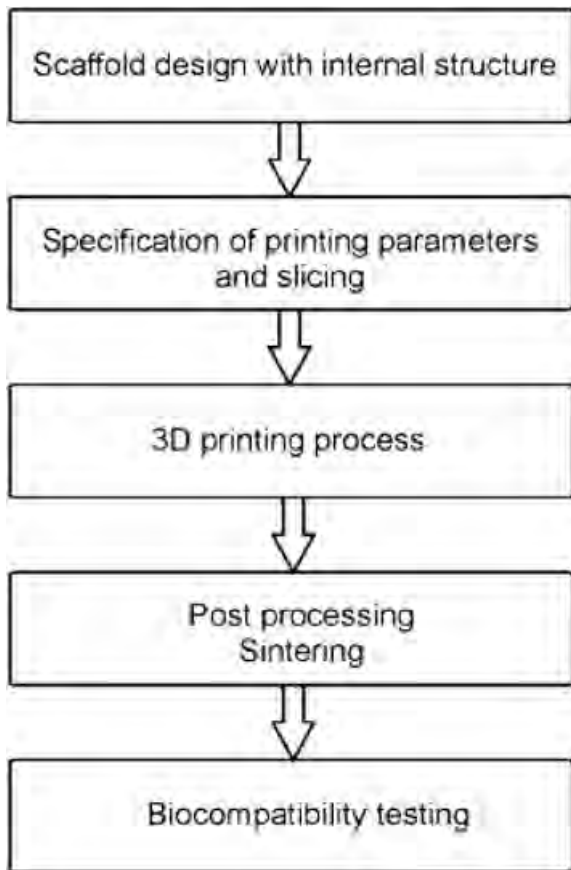 Scaffold design with internal structure
Specification of printing parameters
and slicing
3D printing process
Post processing
Sintering
Biocompatibility testing